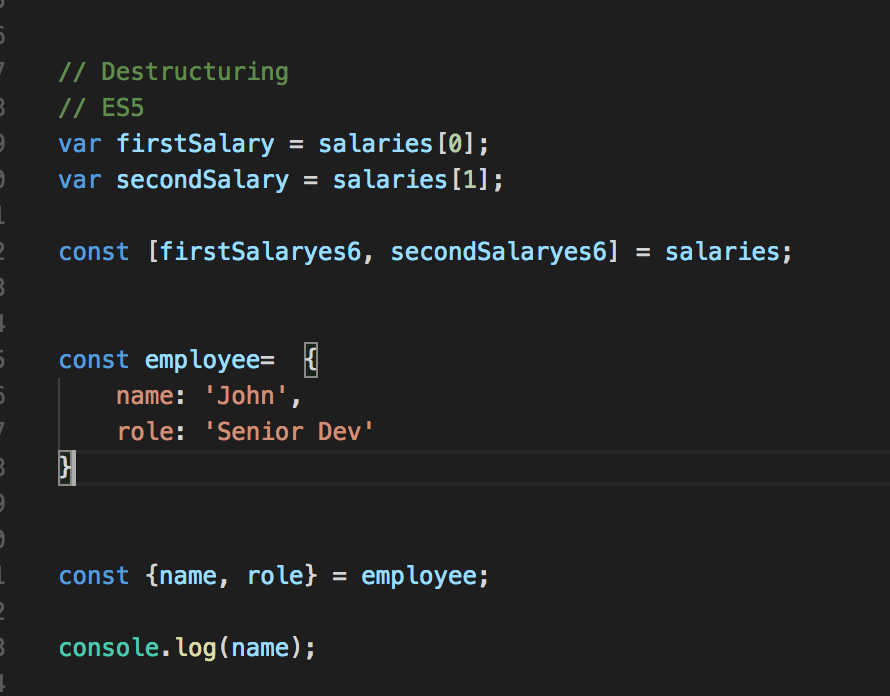 // Destructuring
// ES5
var firstSalary = salaries[0];
var secondSalary = salaries[1];
const [firstSalaryes6, secondSalaryes6] = salaries;
const employee=  {
    name: 'John',
    role: 'Senior Dev'
}
const {name, role} = employee;
console.log(name);